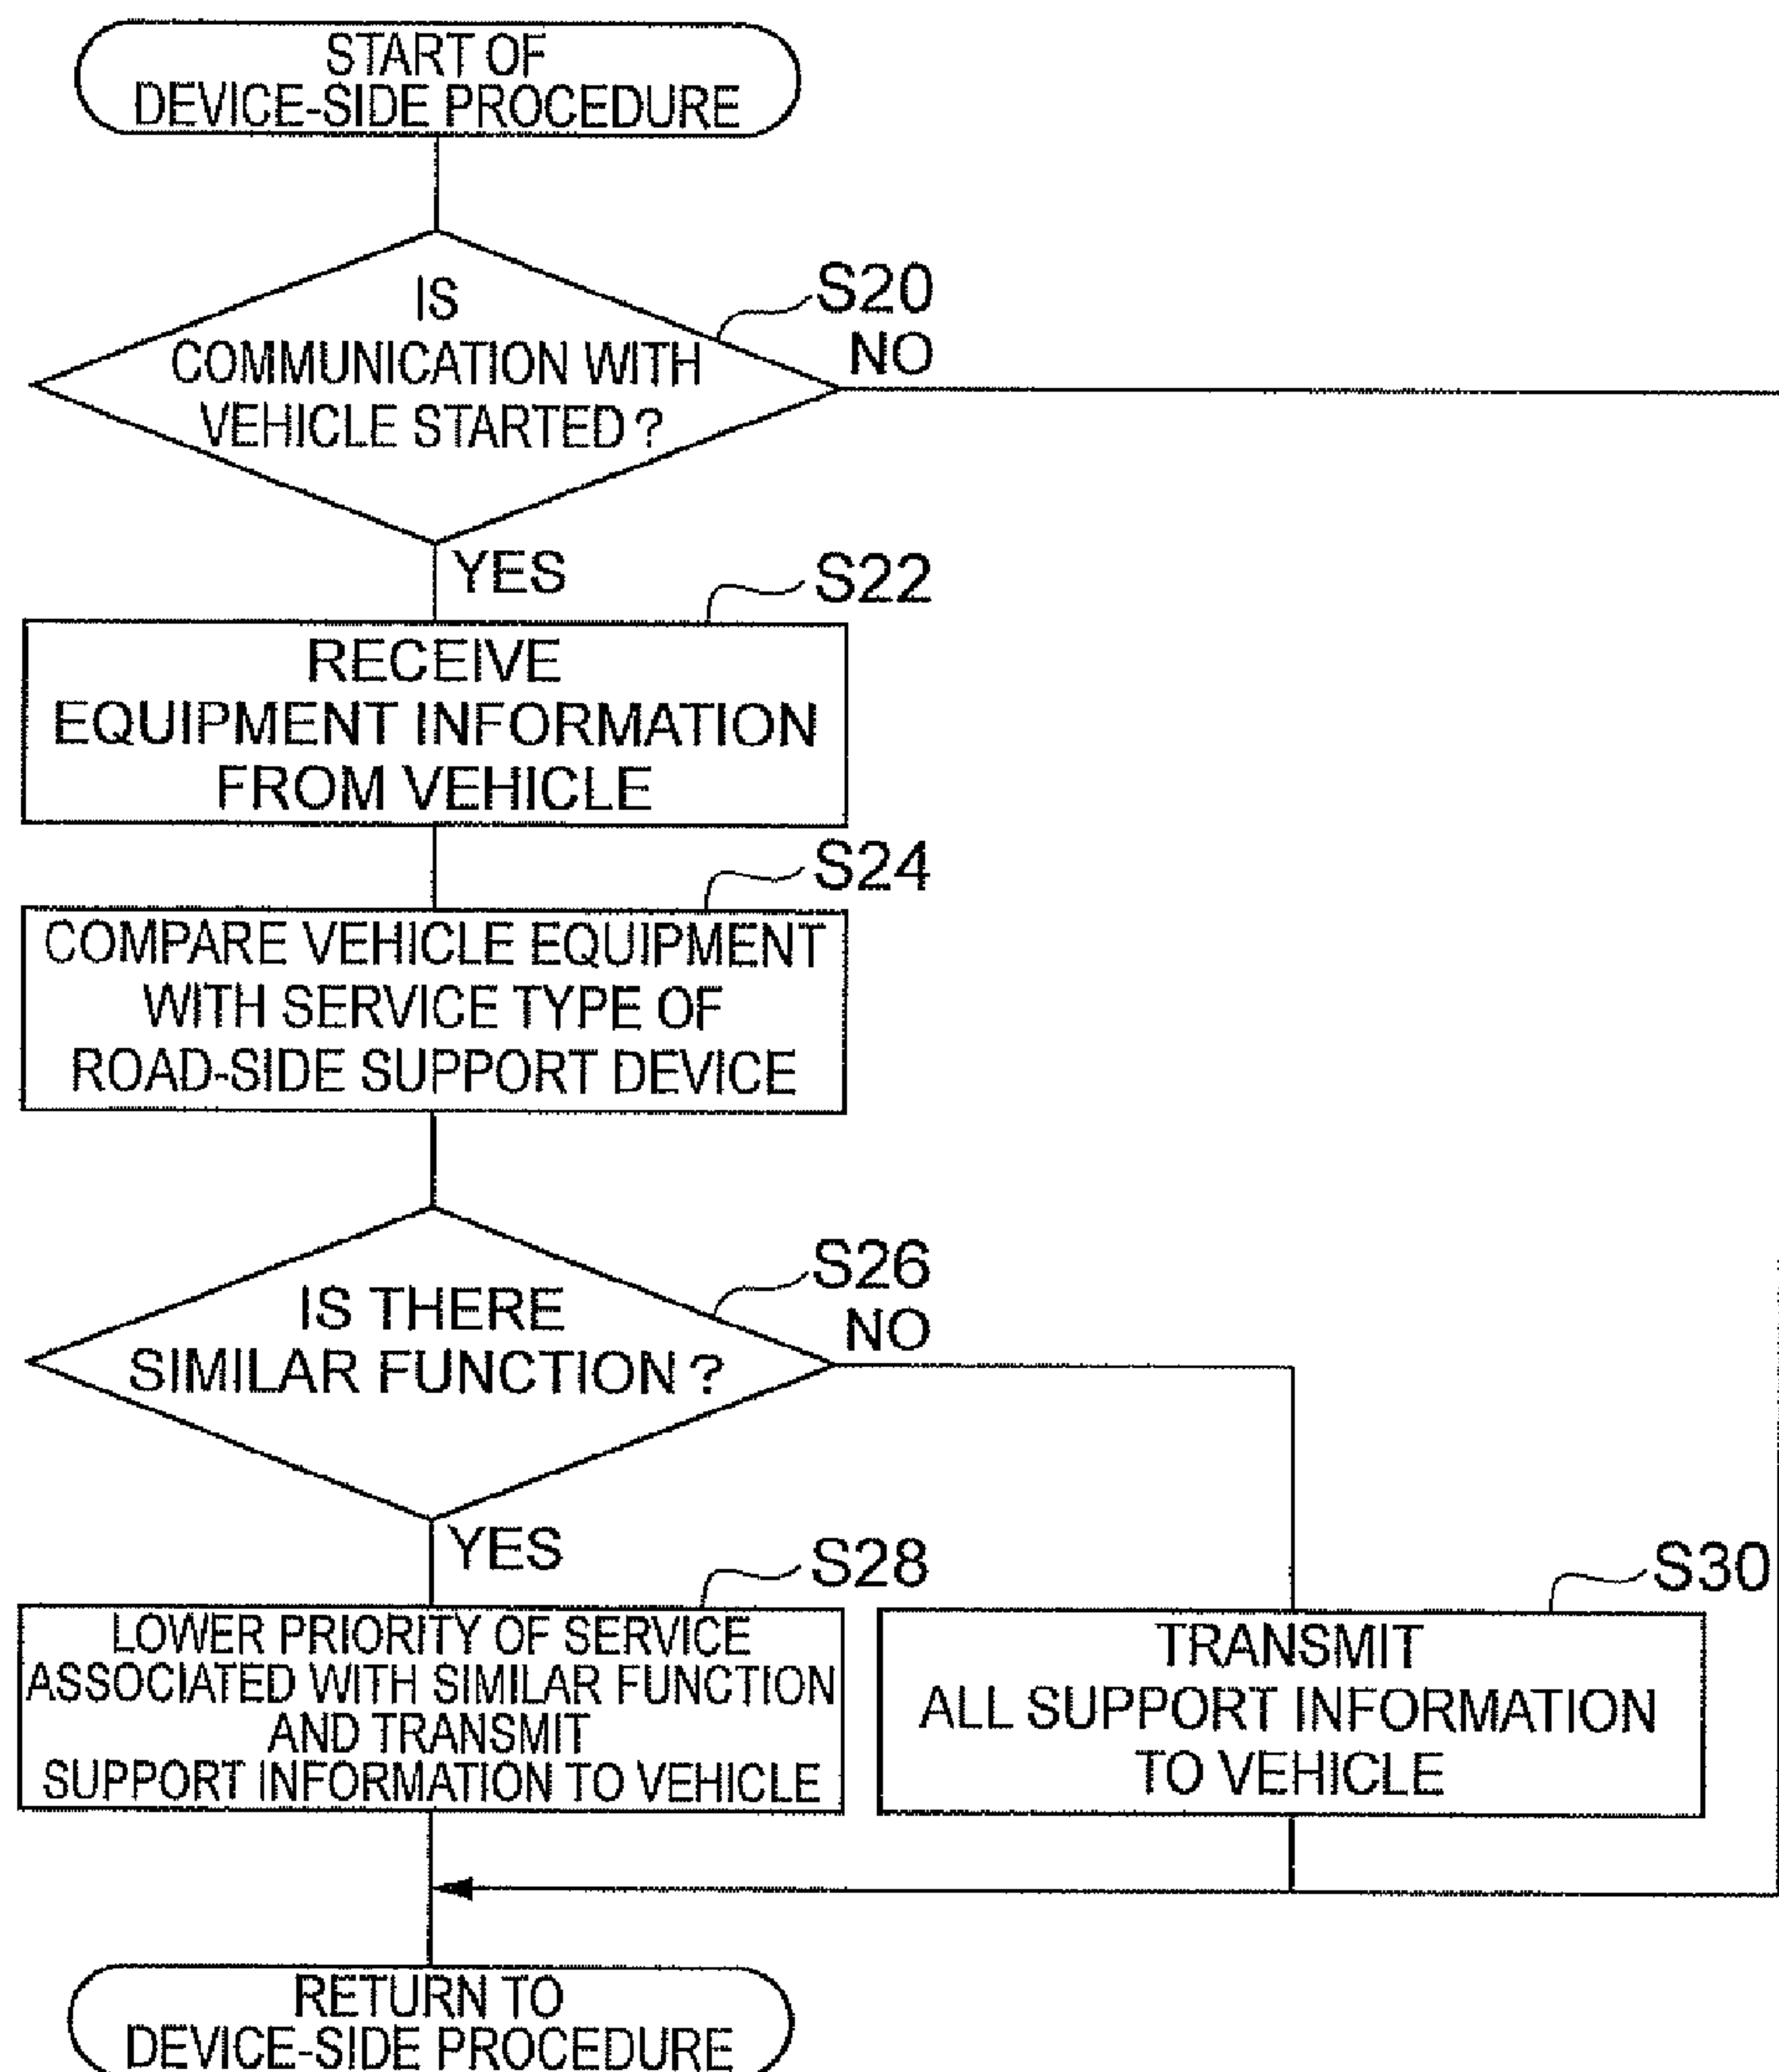 START OF
DEVICE-SIDE PROCEDURE
IS
COMMUNICATION WITH
VEHICLE STARTED ?
S20
NO
YES
S22
RECEIVE
EQUIPMENT INFORMATION
FROM VEHICLE
S24
COMPARE VEHICLE EQUIPMENT
WITH SERVICE TYPE OF
ROAD-SIDE SUPPORT DEVICE
S26
NO
IS THERE
SIMILAR FUNCTION ?
YES
S28
LOWER PRIORITY OF SERVICE
ASSOCIATED WITH SIMILAR FUNCTION
AND TRANSMIT
SUPPORT INFORMATION TO VEHICLE
S30
TRANSMIT
ALL SUPPORT INFORMATION
TO VEHICLE
RETURN TO
DEVICE-SIDE PROCEDURE